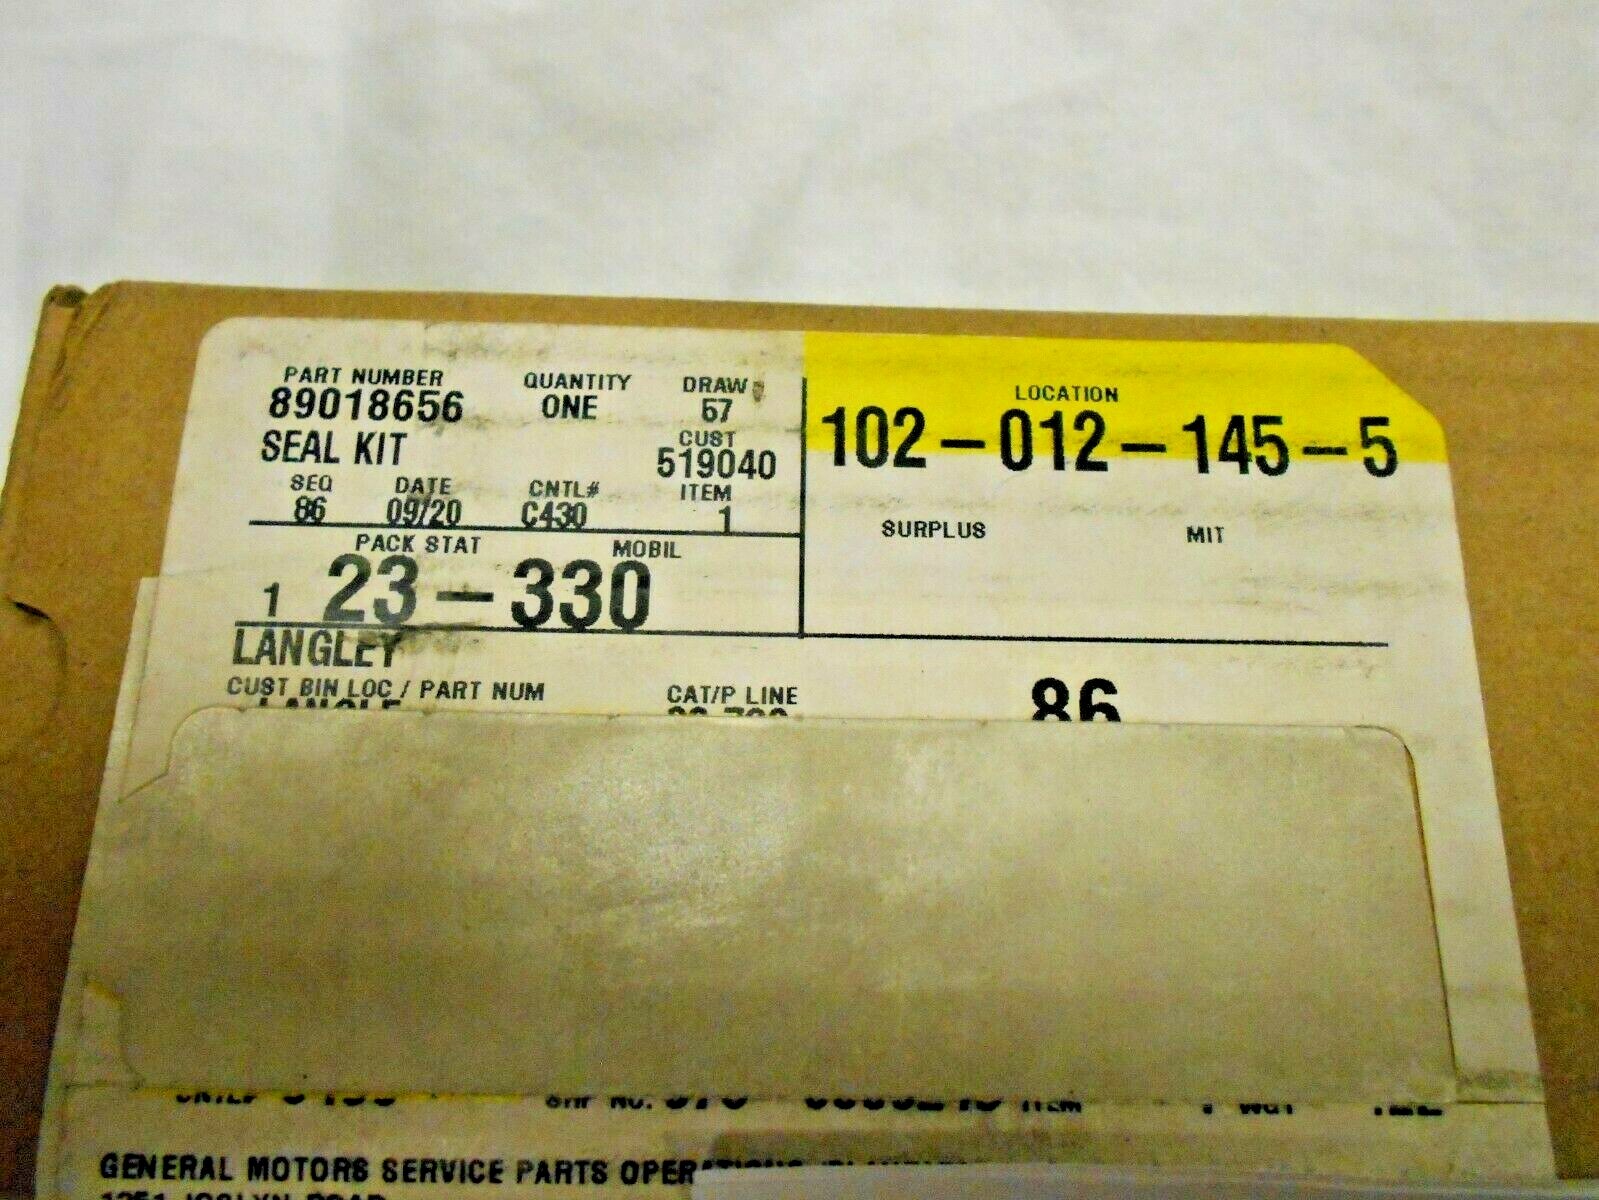 PART NUMBER QUANTITY DRAW
89018656 ONE 57
SEAL KIT CUST
519040
SEQ DATE CNTL# ITEM
86 09/20 C430 1
PACK STAT MOBIL
1 23-330
LANGLEY
CUST BIN LOC / PART NUM CAT/P LINE
LOCATION
102-012-145-5
SURPLUS MIT
86
ITEM
GENERAL MOTORS SERVICE PARTS